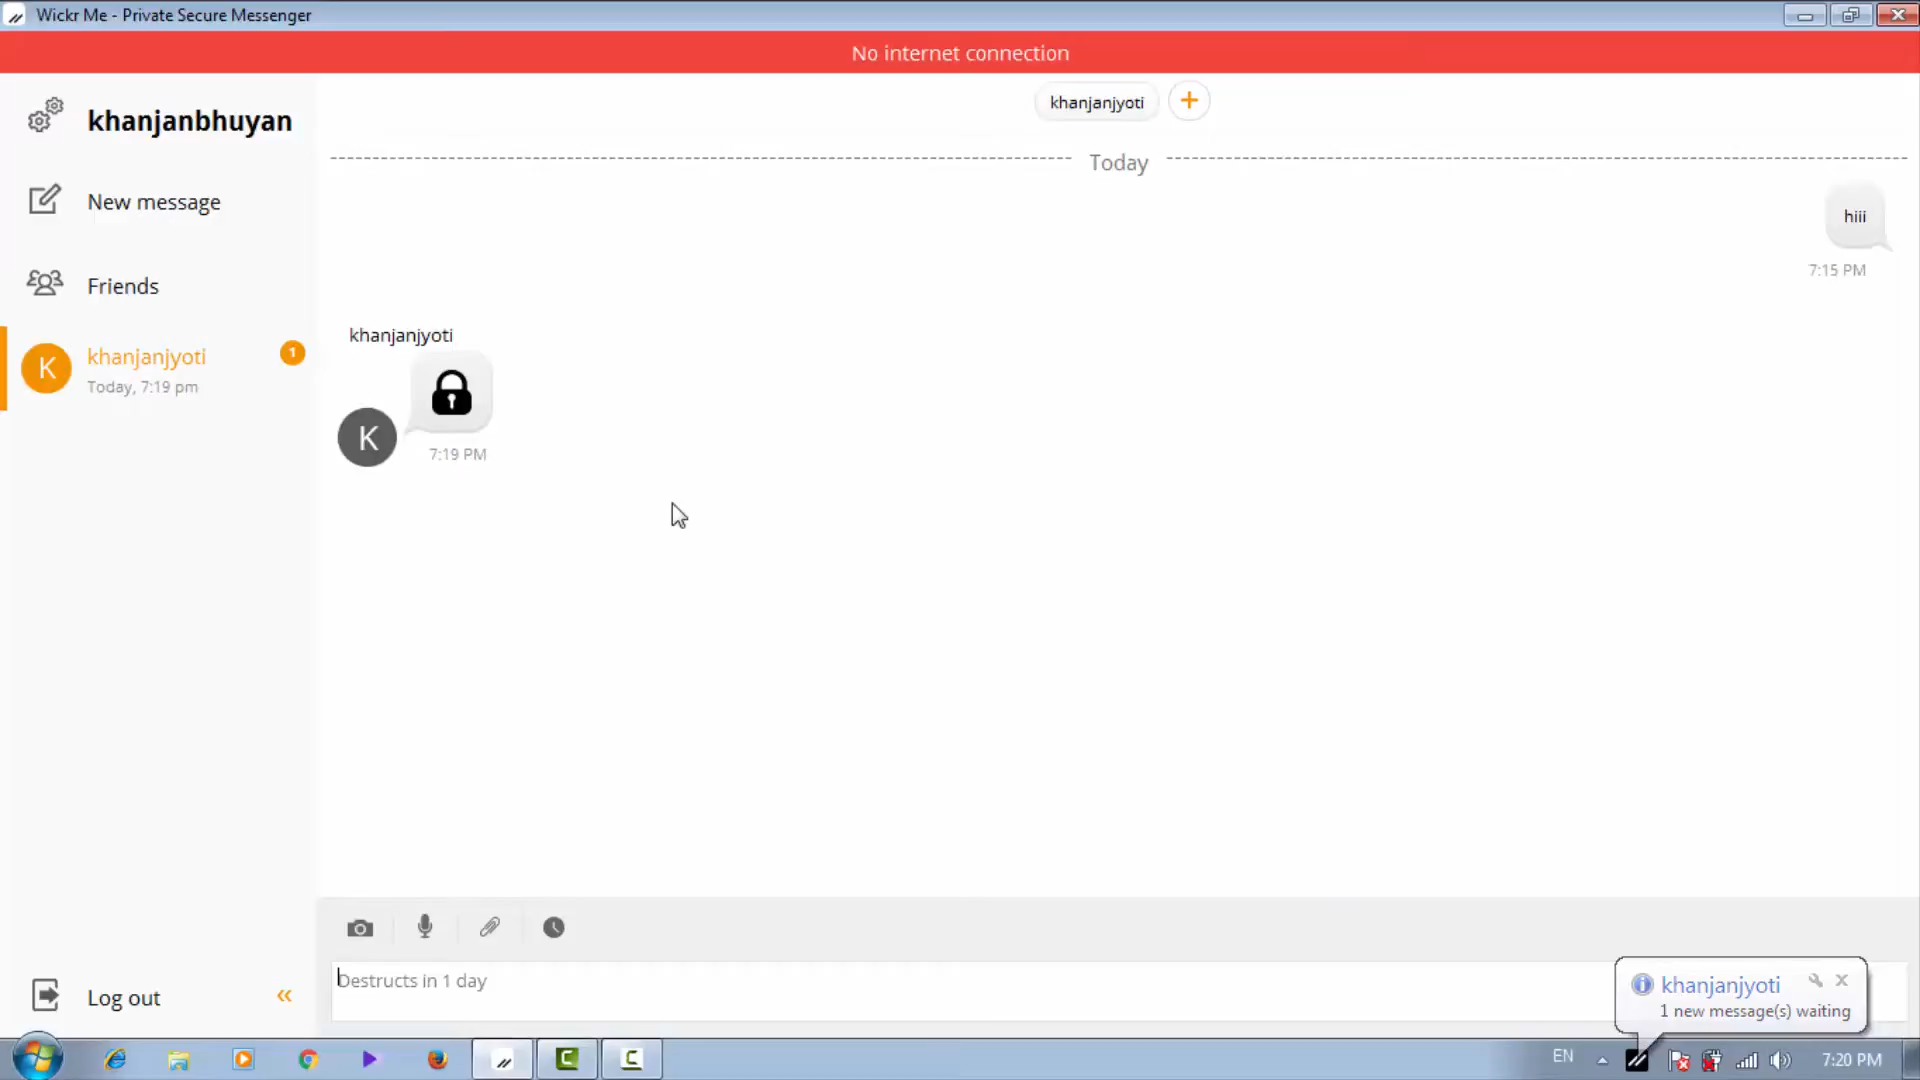 Wickr Me - Private Secure Messenger
No internet connection
khanjanbhuyan
khanjanjyoti
+
Today
New message
hiii
7:15 PM
Friends
khanjanjyoti
K
khanjanjyoti
1
Today, 7:19 pm
K
7:19 PM
Destructs in 1 day
Log out
«
khanjanjyoti
1 new message(s) waiting
EN
7:20 PM